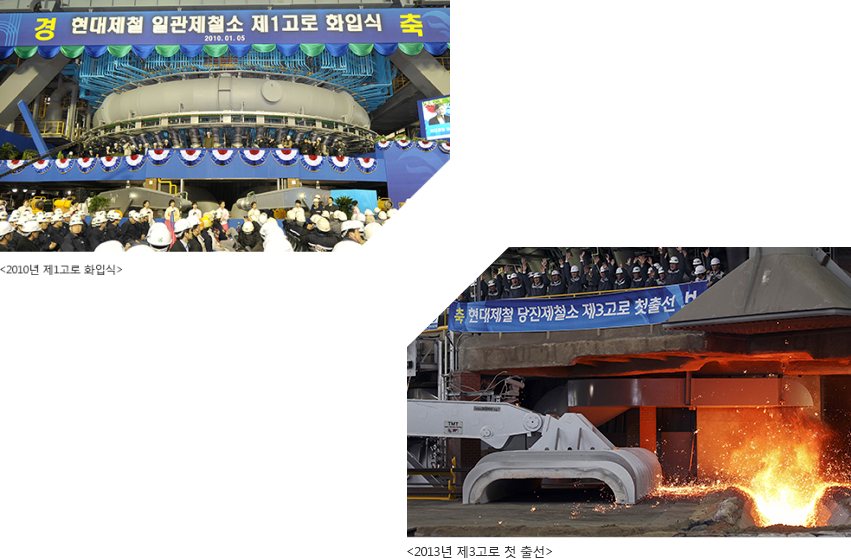 경 현대제철 일관제철소 제1고로 화입식 축
2010. 01. 05
<2010년 제1고로 화입식>
축 현대제철 당진제철소 제3고로 첫출선
TMT
<2013년 제3고로 첫 출선>